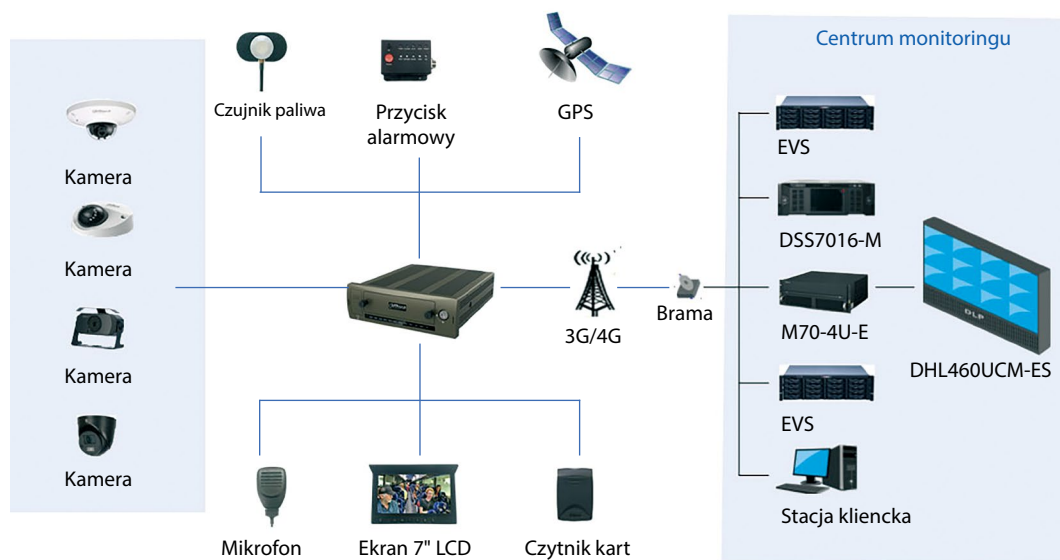 Centrum monitoringu
Czujnik paliwa
Przycisk
alarmowy
GPS
EVS
Kamera
DSS7016-M
Kamera
Brama
M70-4U-E
3G/4G
DLP
DHL460UCM-ES
Kamera
EVS
Kamera
Stacja kliencka
Mikrofon
Ekran 7" LCD
Czytnik kart